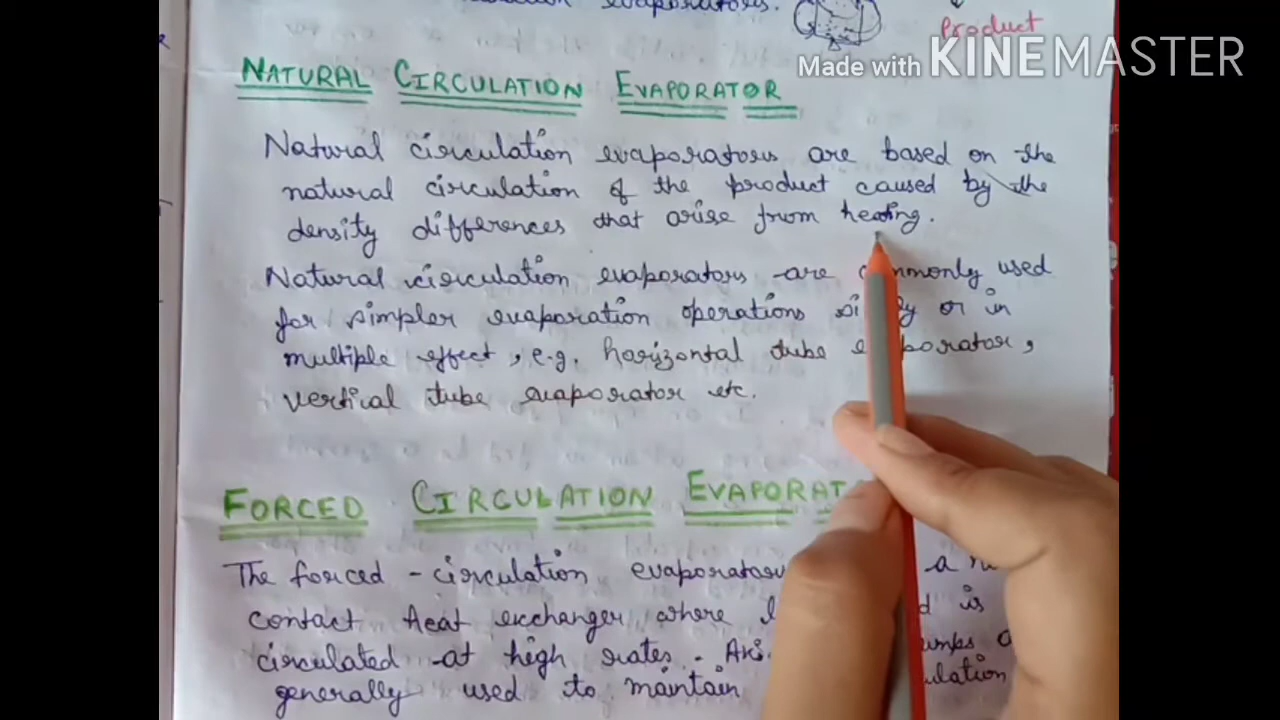 evaporators.
Product
Made with KINEMASTER
NATURAL CIRCULATION EVAPORATOR
Natural circulation evaporators are based on the
natural circulation of the product caused by the
density differences that arise from heating.
Natural circulation evaporators are commonly used
for simpler evaporation operations or in
multiple effect, e.g. horizontal tube evaporator,
vertical tube evaporator etc.
FORCED CIRCULATION EVAPORAT
The forced-circulation evaporators a
contact heat exchanger where is
circulated at high rates.
generally used to maintain